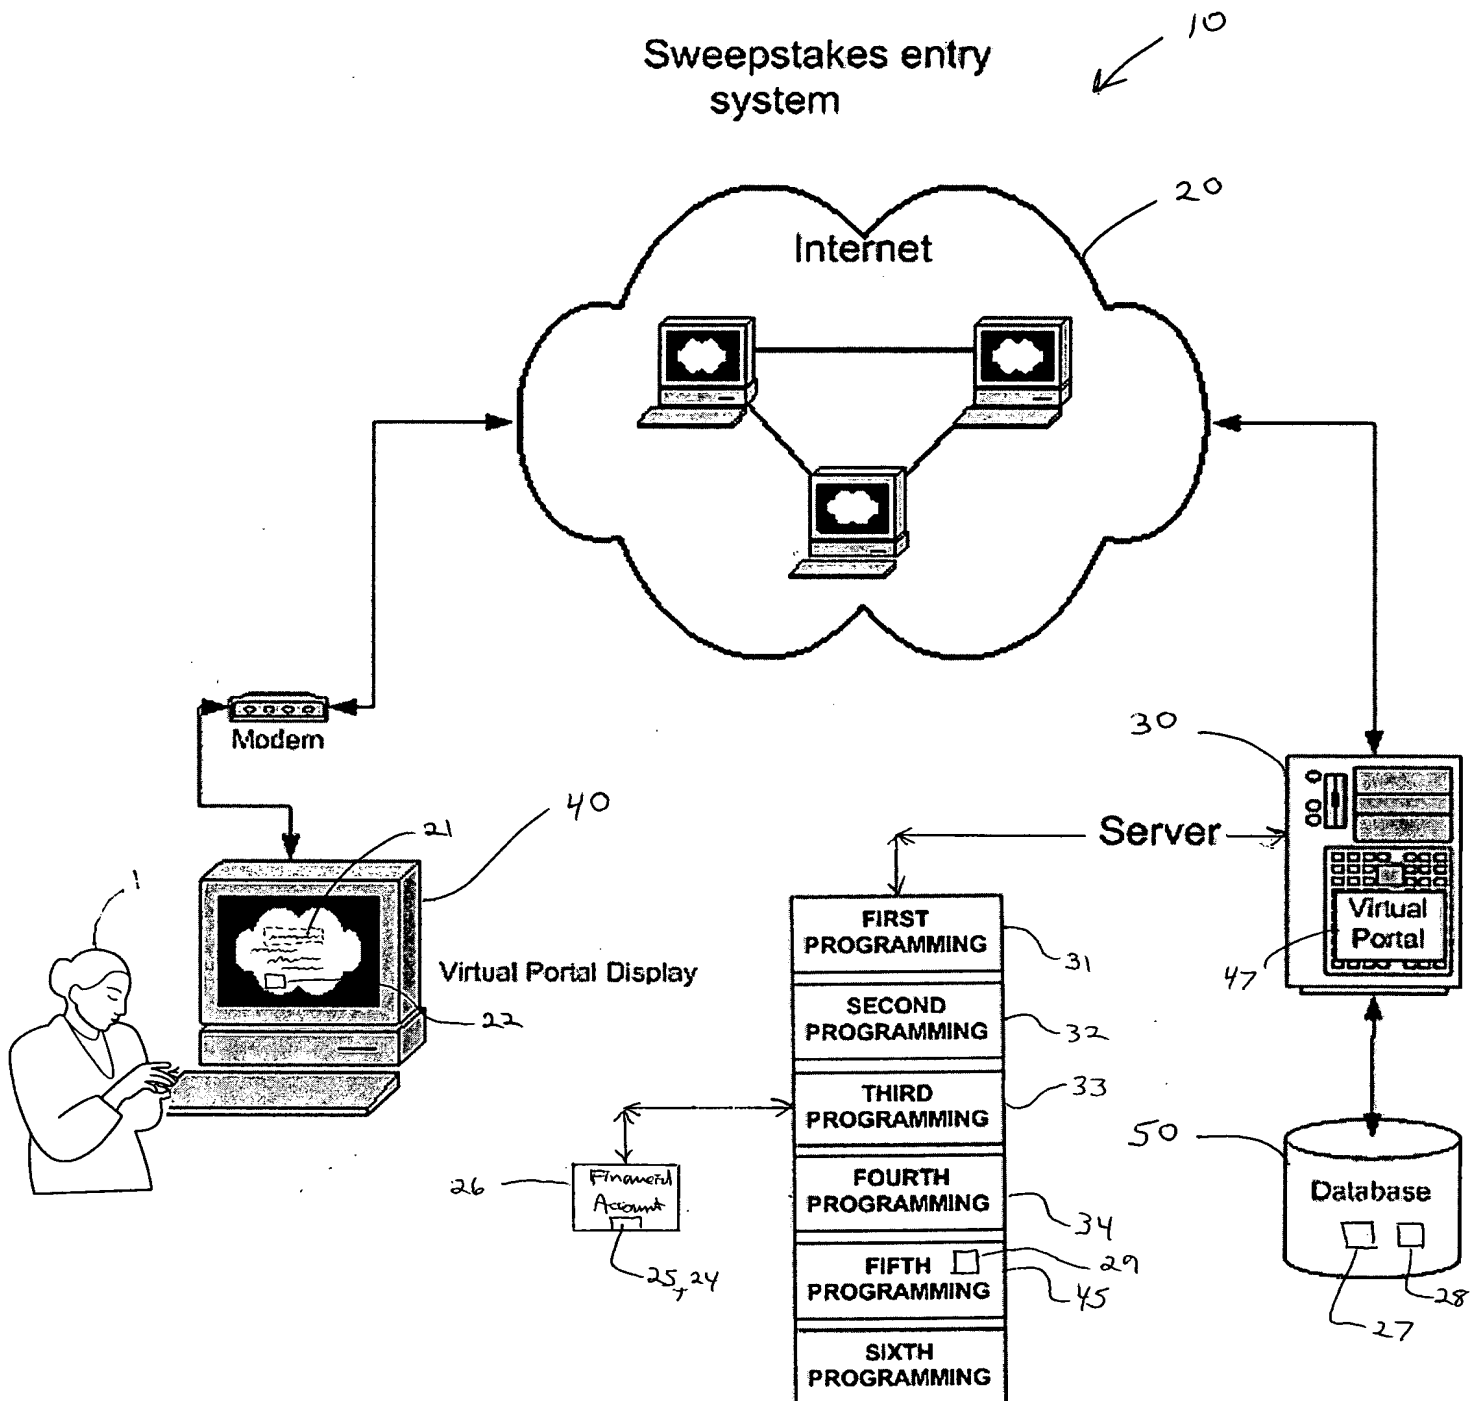 10
Sweepstakes entry
system
20
Internet
30
Modem
40
21
Server
1
Virtual
Portal
FIRST
PROGRAMMING
31
47
Virtual Portal Display
22
SECOND
PROGRAMMING
32
THIRD
PROGRAMMING
33
50
26
Financial
Account
FOURTH
PROGRAMMING
34
Database
25 + 24
FIFTH
PROGRAMMING
29
45
27
28
SIXTH
PROGRAMMING